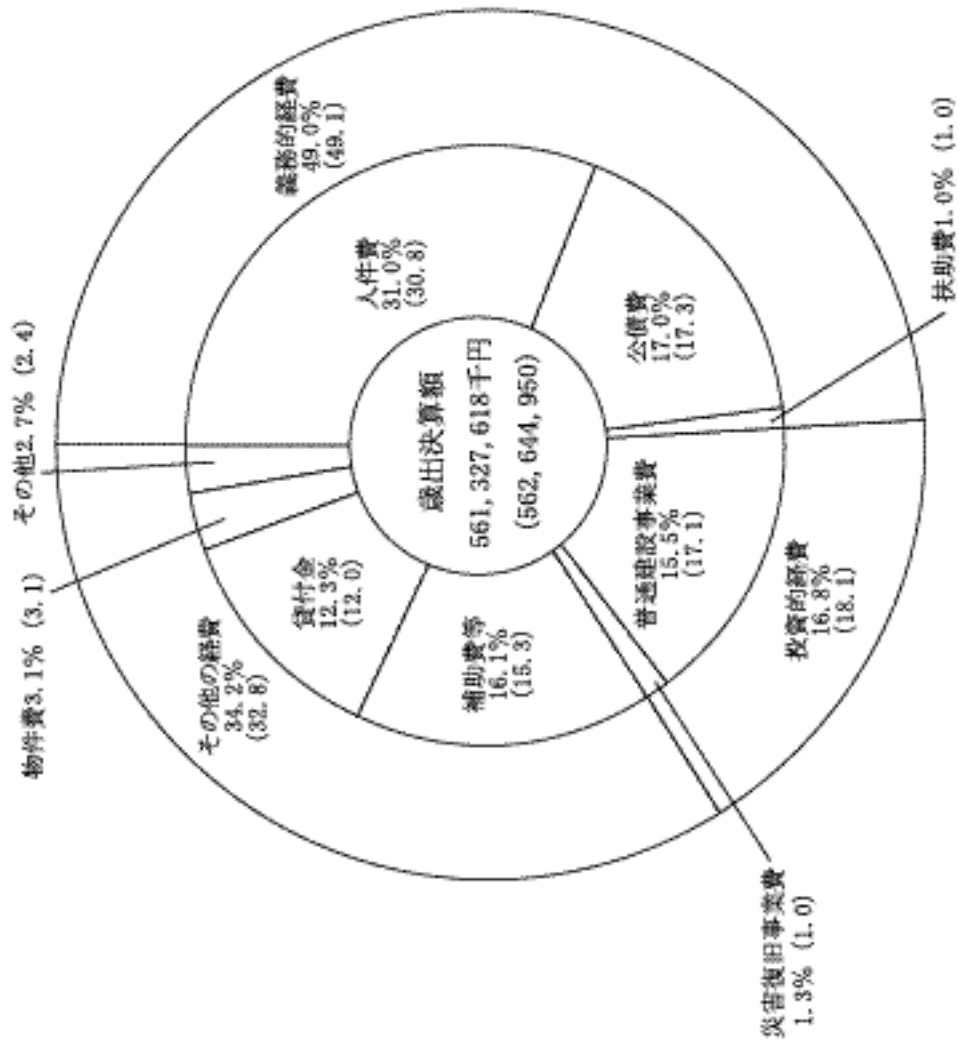 歳出決算額
561,327,618千円
(562,644,950)
義務的経費
49.0%
(49.1)
人件費
31.0%
(30.8)
公債費
17.0%
(17.3)
扶助費1.0% (1.0)
投資的経費
16.8%
(18.1)
普通建設事業費
15.5%
(17.1)
災害復旧事業費
1.3% (1.0)
その他の経費
34.2%
(32.8)
補助費等
16.1%
(15.3)
貸付金
12.3%
(12.0)
物件費3.1% (3.1)
その他2.7% (2.4)